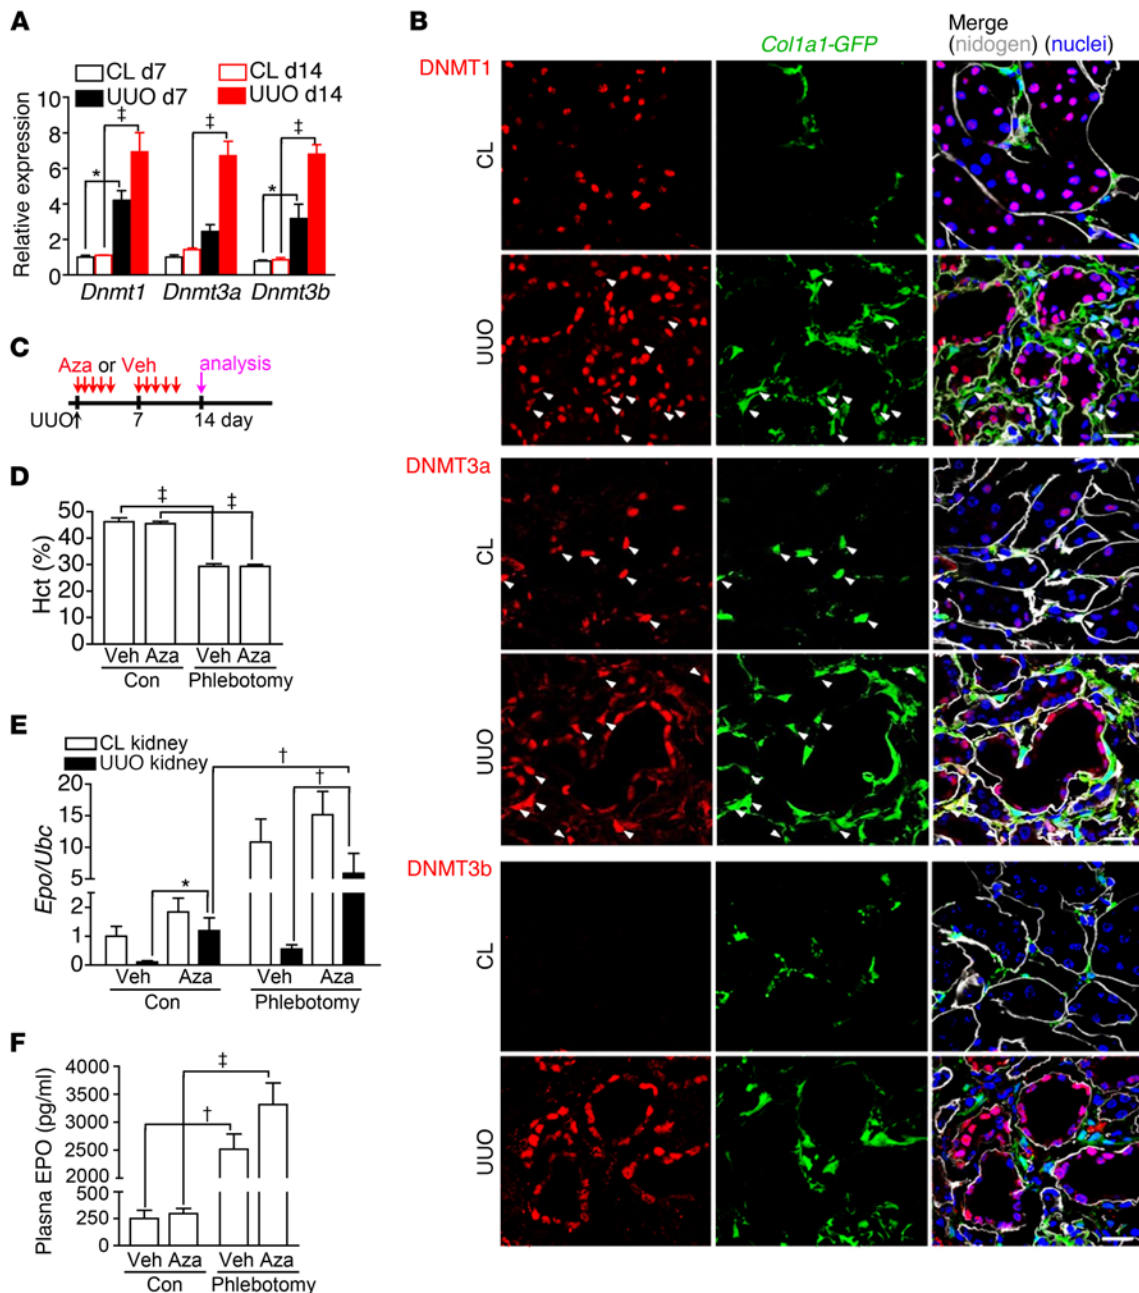 A
CL d7
CL d14
UUO d7
UUO d14
10
8
6
4
2
0
Relative expression
‡
‡
‡
*
*
Dnmt1
Dnmt3a
Dnmt3b
B
Col1a1-GFP
Merge
(nidogen) (nuclei)
DNMT1
CL
UUO
DNMT3a
CL
UUO
DNMT3b
CL
UUO
C
Aza or Veh
analysis
UUO
7
14 day
D
‡
‡
50
40
30
20
10
0
Hct (%)
Veh Aza
Veh Aza
Con
Phlebotomy
E
CL kidney
UUO kidney
†
†
*
20
15
10
5
2
1
0
Epo/Ubc
Veh
Aza
Veh
Aza
Con
Phlebotomy
F
‡
†
4000
3500
3000
2500
2000
500
250
0
Plasna EPO (pg/ml)
Veh Aza
Veh Aza
Con
Phlebotomy